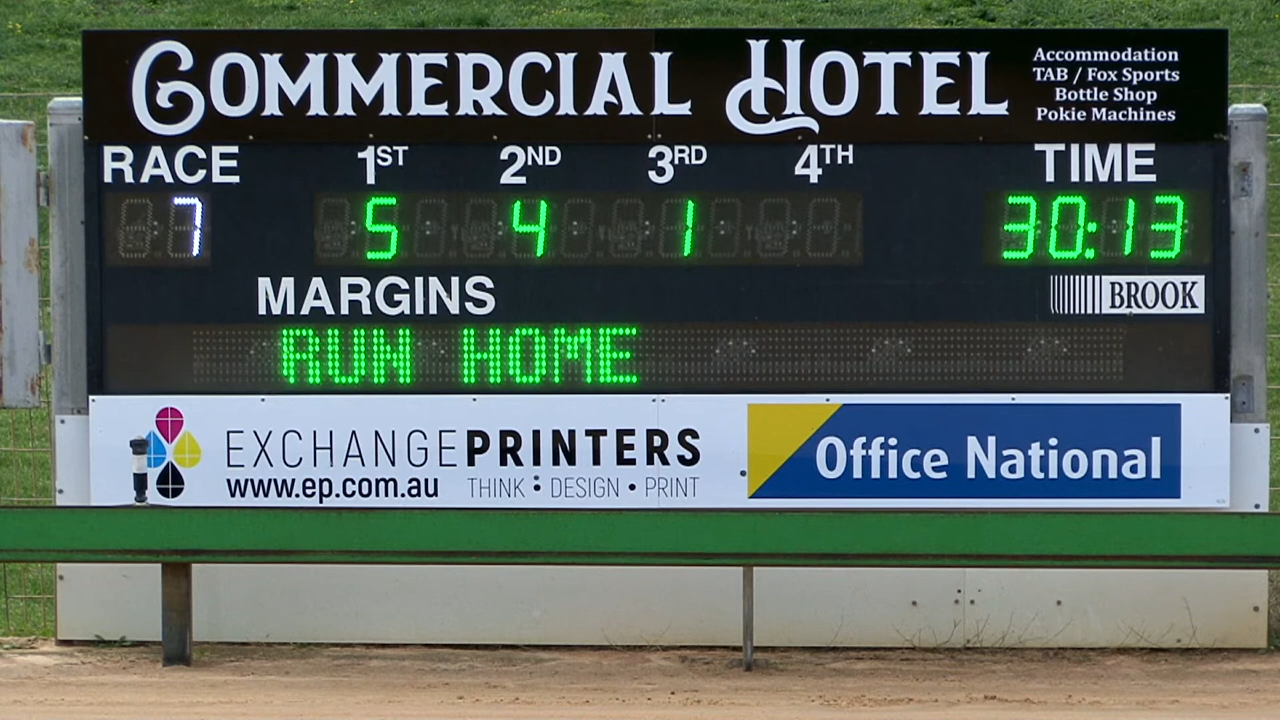 COMMERCIAL HOTEL
Accommodation
TAB / Fox Sports
Bottle Shop
Pokie Machines
RACE 1ST 2ND 3RD 4TH TIME
7 5 4 1 30:13
MARGINS
BROOK
RUN HOME
EXCHANGEPRINTERS
www.ep.com.au THINK • DESIGN • PRINT
Office National